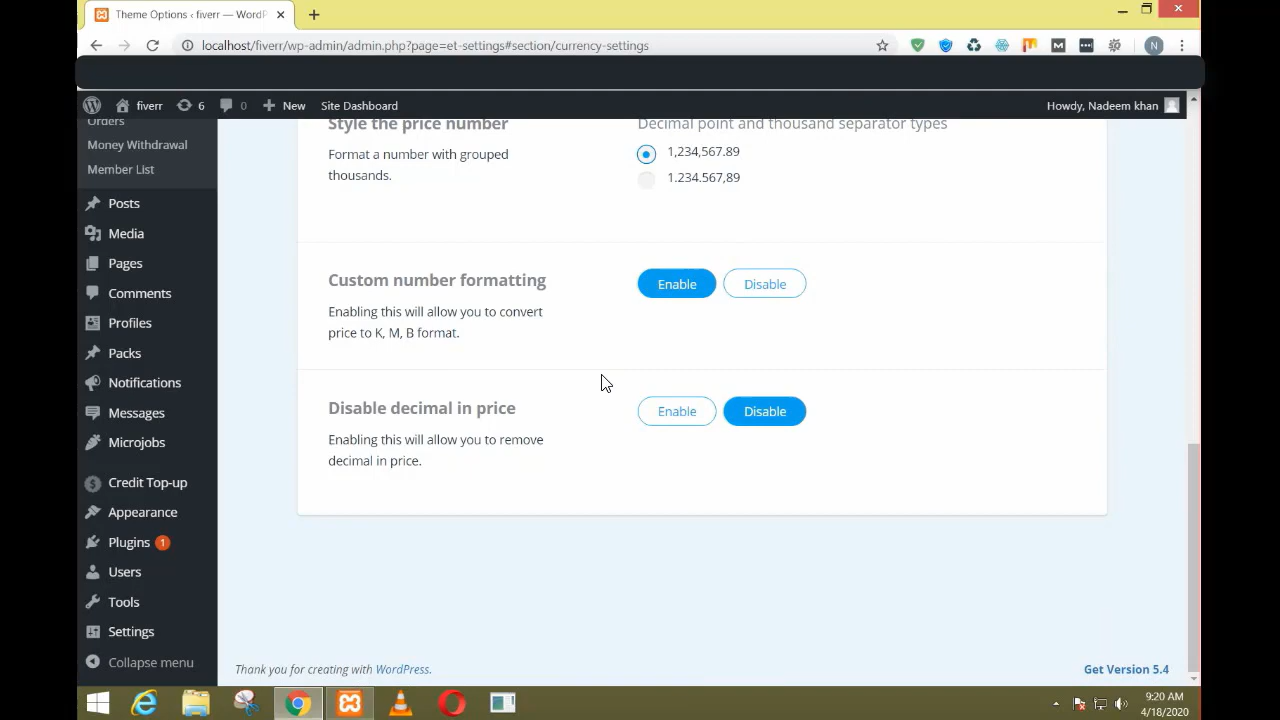 Theme Options ‹ fiverr — WordP
localhost/fiverr/wp-admin/admin.php?page=et-settings#section/currency-settings
N
fiverr
6
0
New
Site Dashboard
Howdy, Nadeem khan
Orders
Money Withdrawal
Member List
Posts
Media
Pages
Comments
Profiles
Packs
Notifications
Messages
Microjobs
Credit Top-up
Appearance
Plugins 1
Users
Tools
Settings
Collapse menu
Style the price number
Format a number with grouped
thousands.
Decimal point and thousand separator types
1,234,567.89
1.234.567,89
Custom number formatting
Enabling this will allow you to convert
price to K, M, B format.
Enable
Disable
Disable decimal in price
Enabling this will allow you to remove
decimal in price.
Enable
Disable
Thank you for creating with WordPress.
Get Version 5.4
9:20 AM
4/18/2020